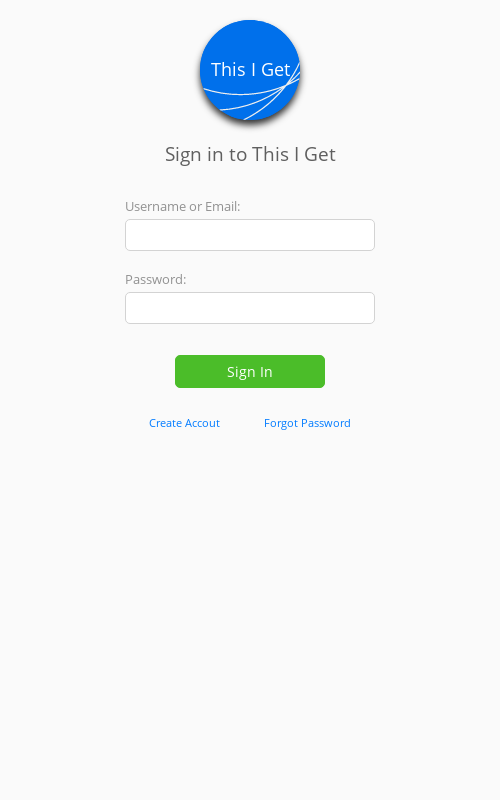 This I Get
Sign in to This I Get
Username or Email:
Password:
Sign In
Create Accout
Forgot Password